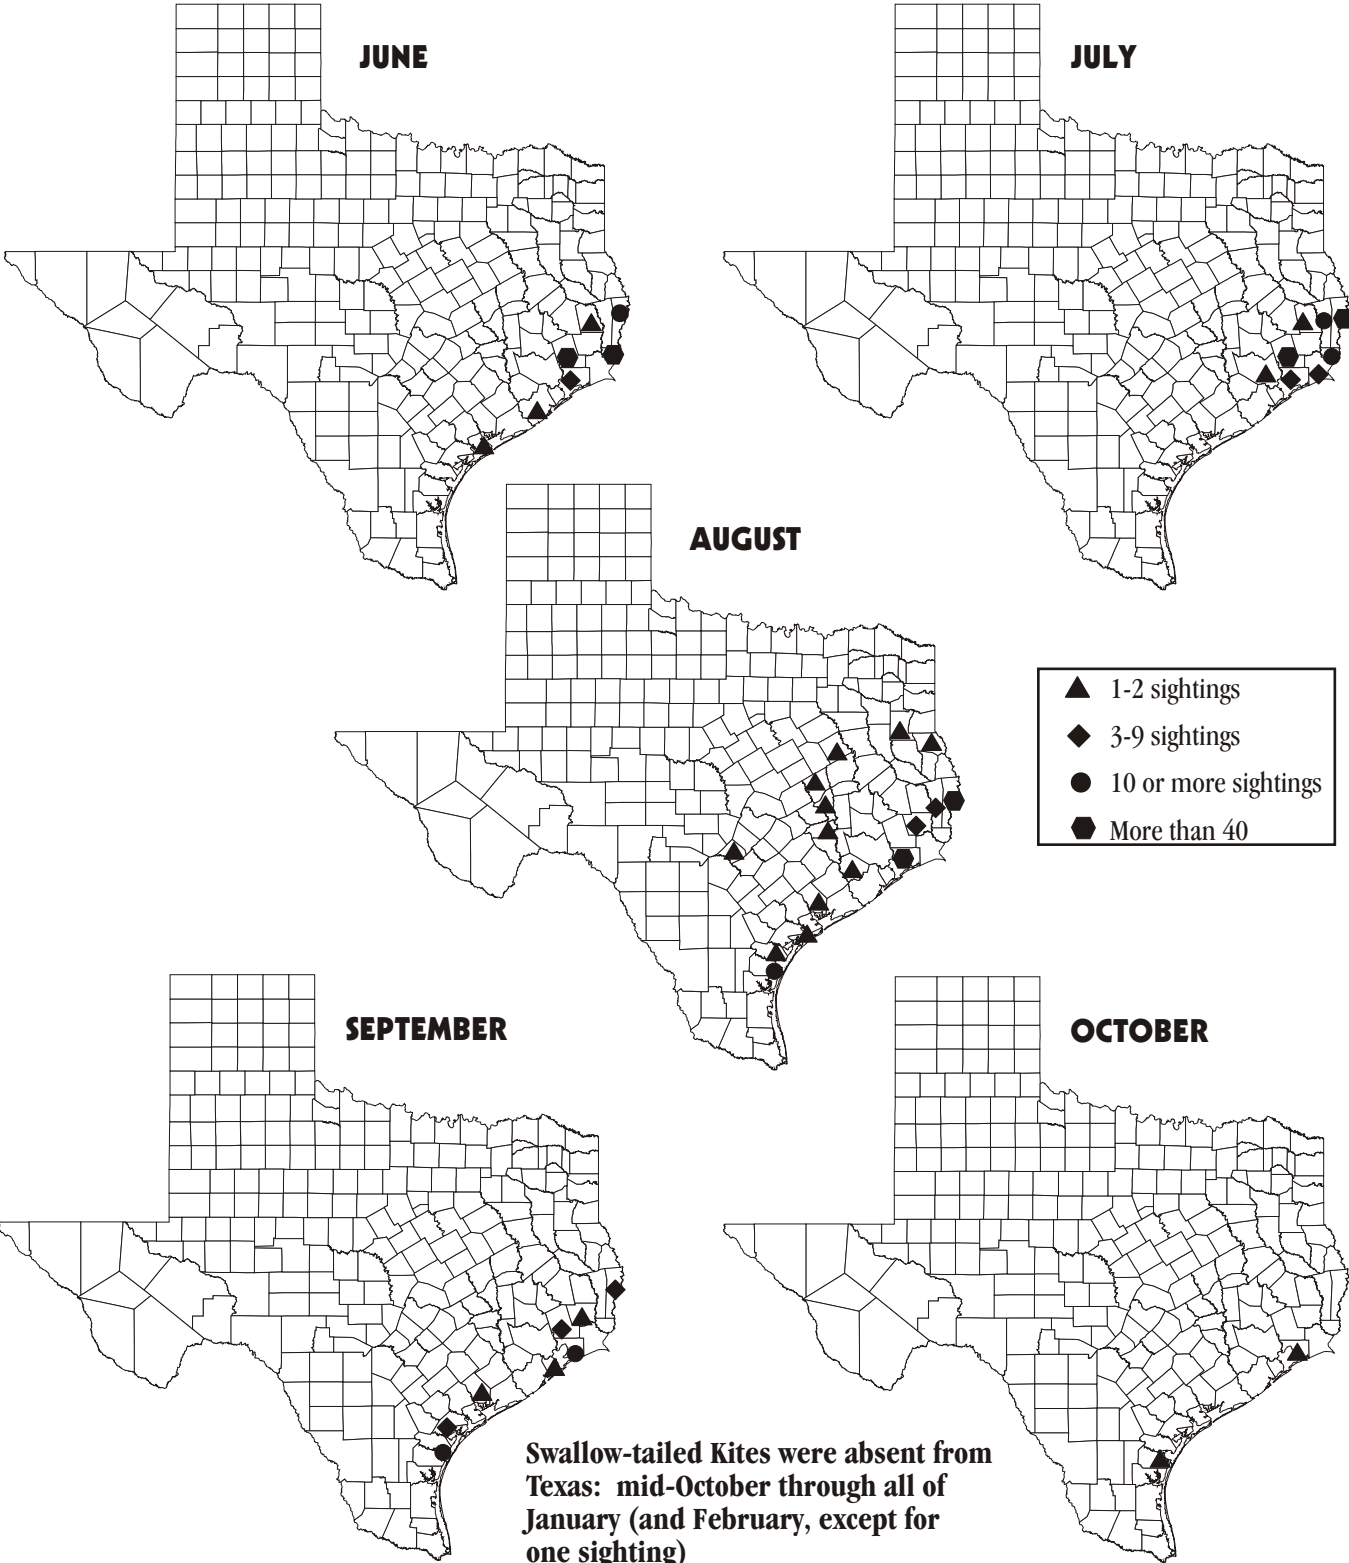 JUNE
JULY
AUGUST
1-2 sightings
3-9 sightings
10 or more sightings
More than 40
SEPTEMBER
OCTOBER
Swallow-tailed Kites were absent from
Texas: mid-October through all of
January (and February, except for
one sighting)